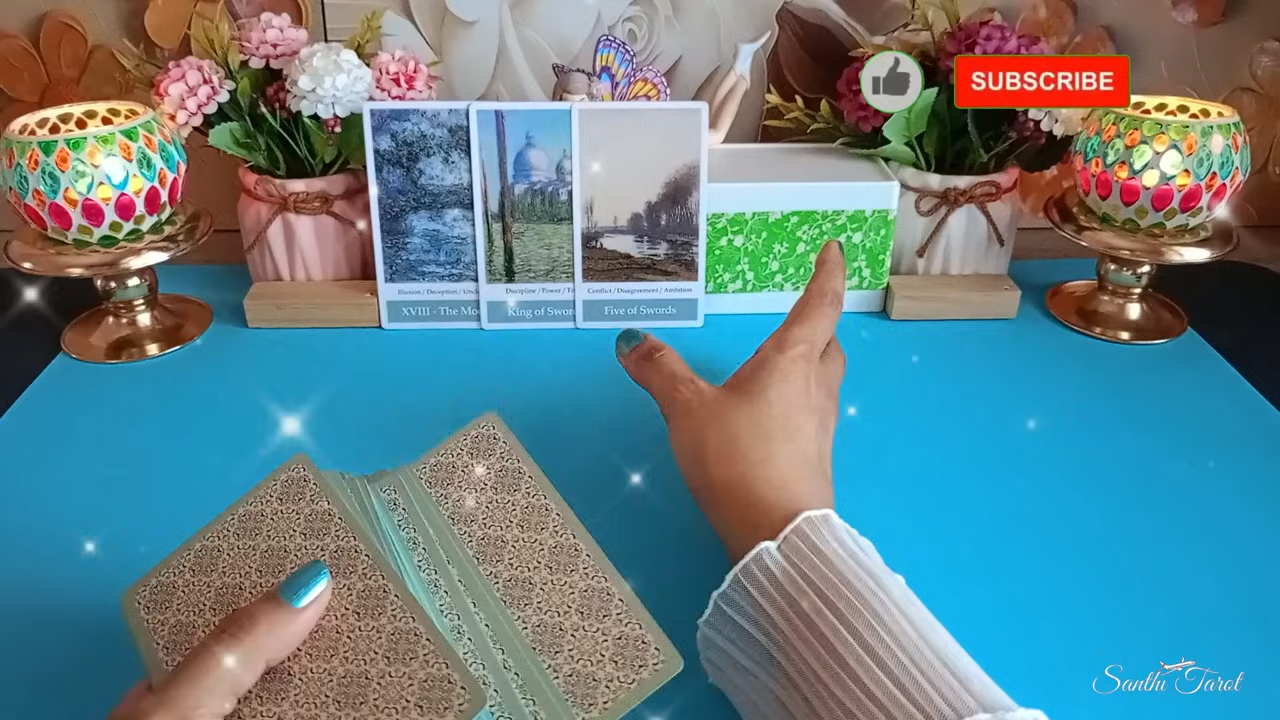 SUBSCRIBE
Illusion / Deception / Uncl
XVIII - The Mo
Discipline / Power / Tr
King of Swor
Conflict / Disagreement / Ambition
Five of Swords
Santhi Tarot